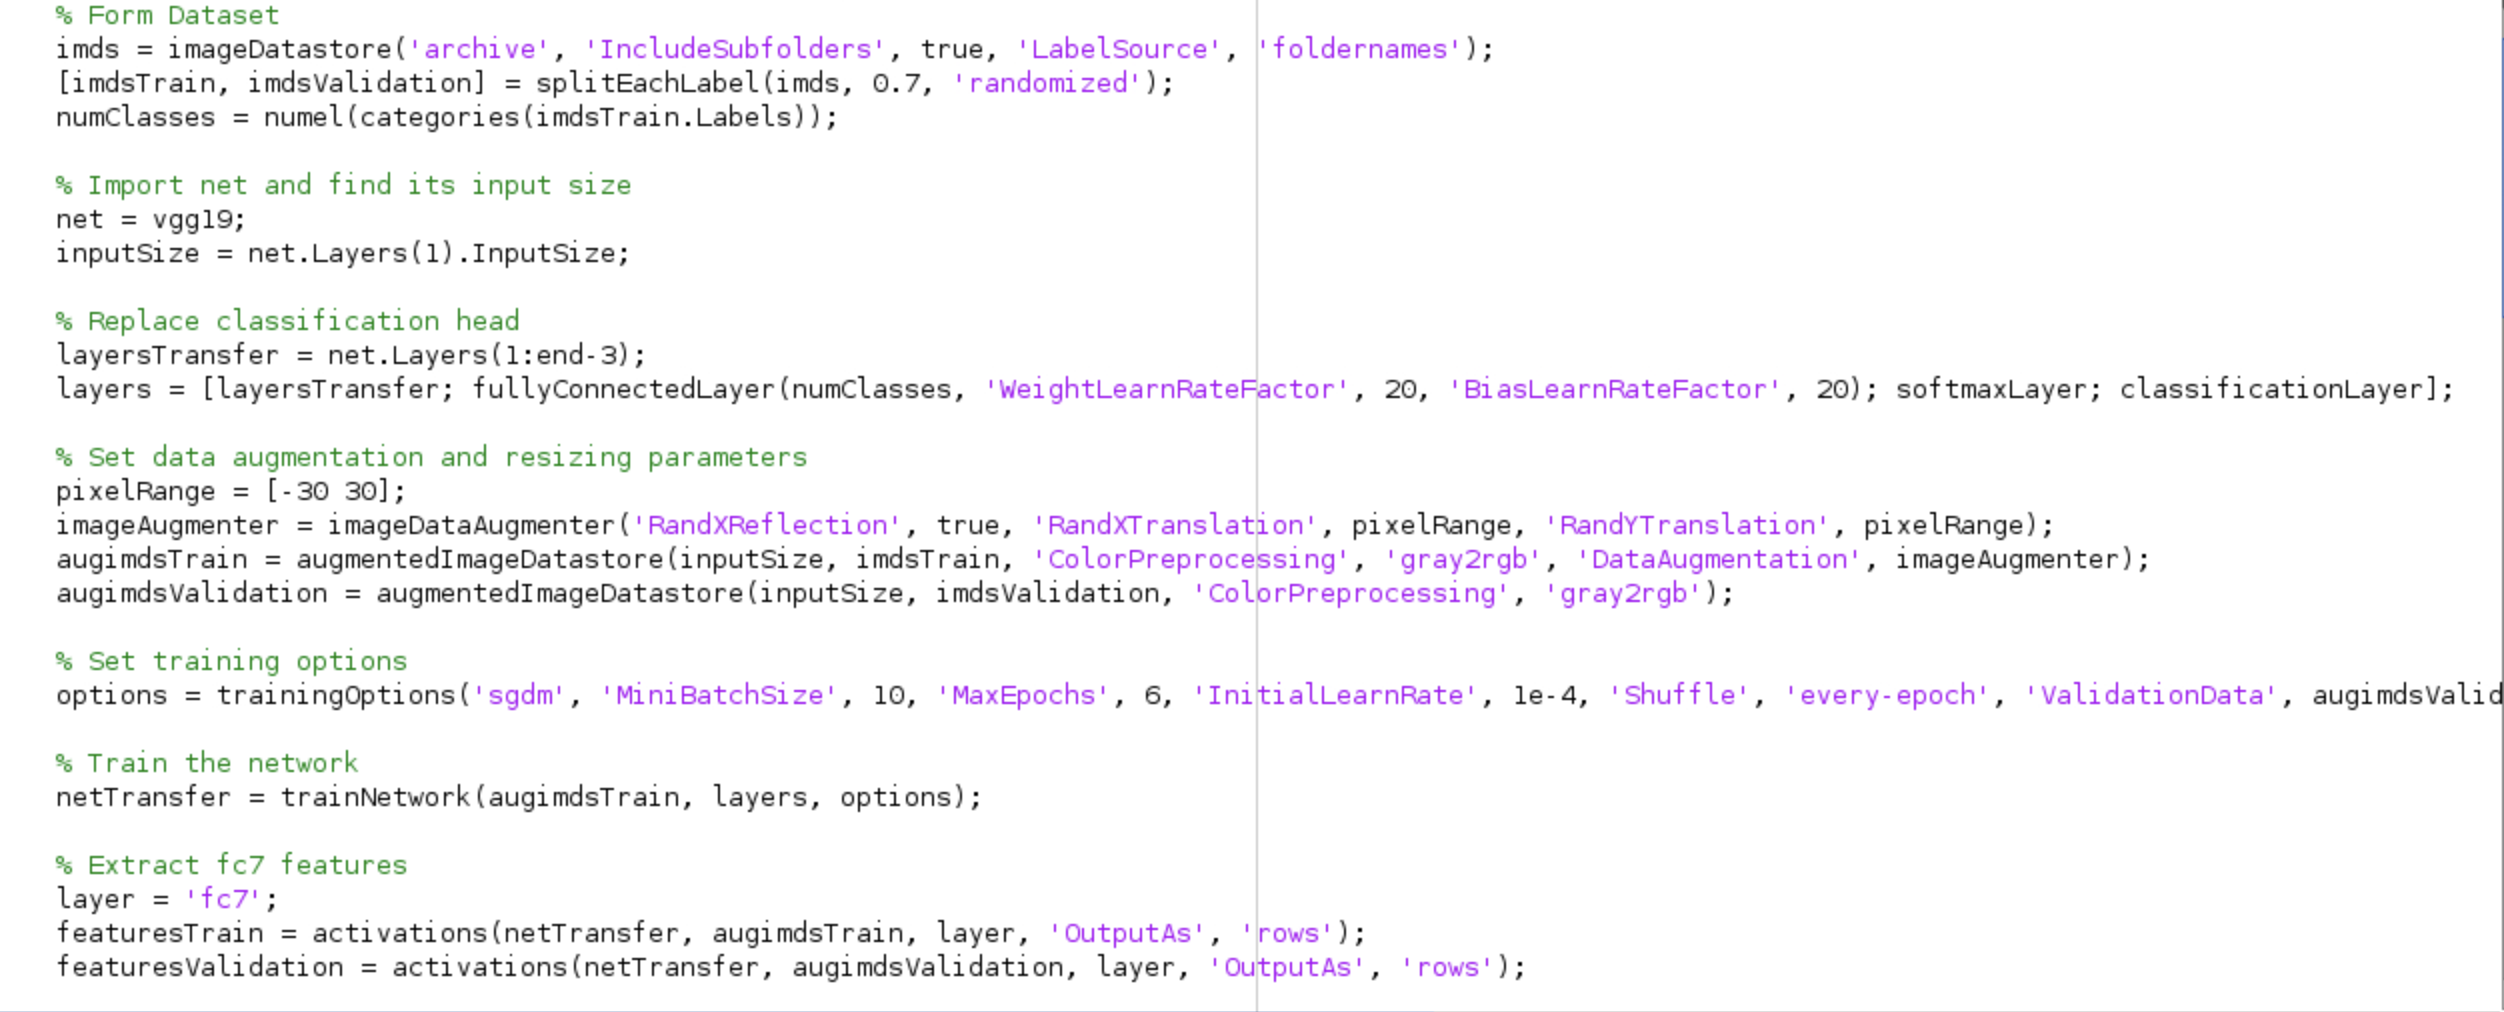 % Form Dataset
imds = imageDatastore('archive', 'IncludeSubfolders', true, 'LabelSource', 'foldernames');
[imdsTrain, imdsValidation] = splitEachLabel(imds, 0.7, 'randomized');
numClasses = numel(categories(imdsTrain.Labels));
% Import net and find its input size
net = vgg19;
inputSize = net.Layers(1).InputSize;
% Replace classification head
layersTransfer = net.Layers(1:end-3);
layers = [layersTransfer; fullyConnectedLayer(numClasses, 'WeightLearnRateFactor', 20, 'BiasLearnRateFactor', 20); softmaxLayer; classificationLayer];
% Set data augmentation and resizing parameters
pixelRange = [-30 30];
imageAugmenter = imageDataAugmenter('RandXReflection', true, 'RandXTranslation', pixelRange, 'RandYTranslation', pixelRange);
augimdsTrain = augmentedImageDatastore(inputSize, imdsTrain, 'ColorPreprocessing', 'gray2rgb', 'DataAugmentation', imageAugmenter);
augimdsValidation = augmentedImageDatastore(inputSize, imdsValidation, 'ColorPreprocessing', 'gray2rgb');
% Set training options
options = trainingOptions('sgdm', 'MiniBatchSize', 10, 'MaxEpochs', 6, 'InitialLearnRate', 1e-4, 'Shuffle', 'every-epoch', 'ValidationData', augimdsValid
% Train the network
netTransfer = trainNetwork(augimdsTrain, layers, options);
% Extract fc7 features
layer = 'fc7';
featuresTrain = activations(netTransfer, augimdsTrain, layer, 'OutputAs', 'rows');
featuresValidation = activations(netTransfer, augimdsValidation, layer, 'OutputAs', 'rows');